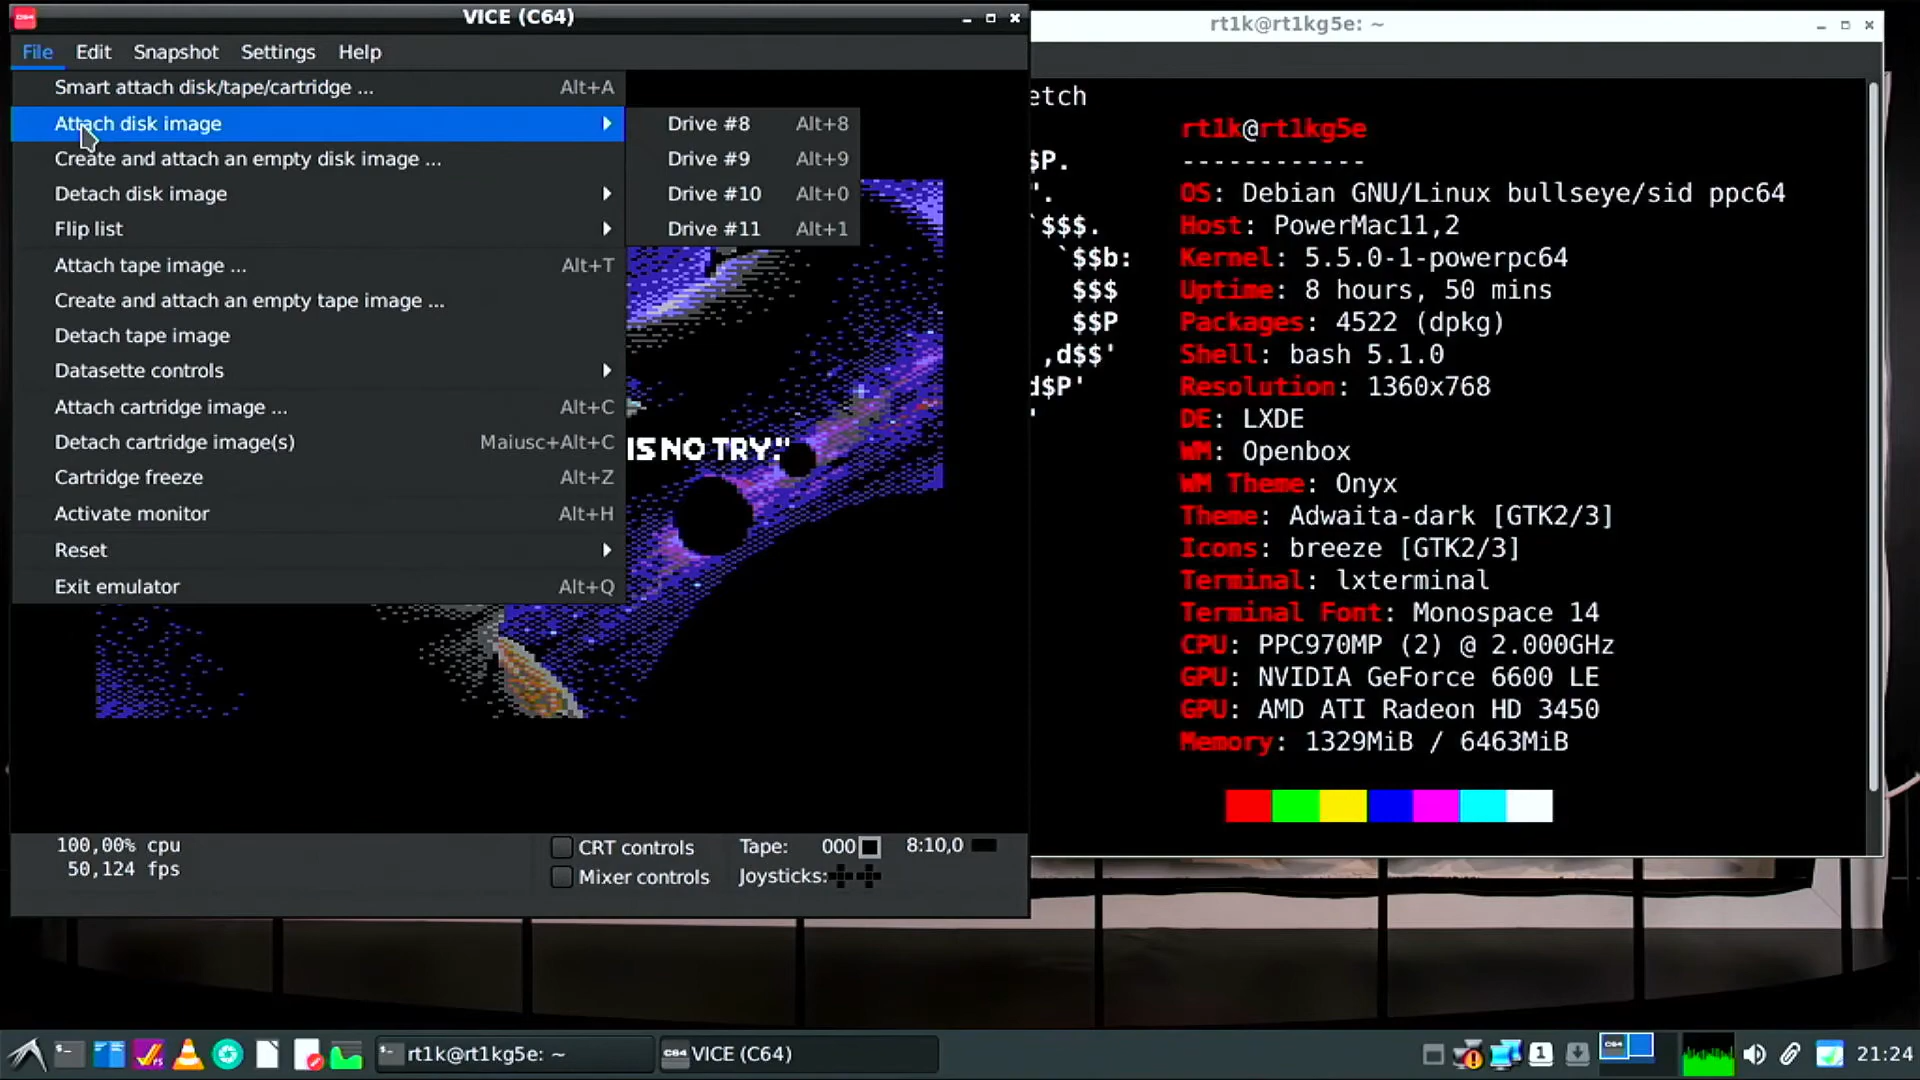 VICE (C64)
File Edit Snapshot Settings Help
Smart attach disk/tape/cartridge ... Alt+A
Attach disk image
Create and attach an empty disk image ...
Detach disk image
Flip list
Attach tape image ... Alt+T
Create and attach an empty tape image ...
Detach tape image
Datasette controls
Attach cartridge image ... Alt+C
Detach cartridge image(s) Maiusc+Alt+C
Cartridge freeze Alt+Z
Activate monitor Alt+H
Reset
Exit emulator Alt+Q
Drive #8 Alt+8
Drive #9 Alt+9
Drive #10 Alt+0
Drive #11 Alt+1
IS NO TRY."
100,00% cpu
50,124 fps
CRT controls
Mixer controls
Tape: 000
Joysticks:
8:10,0
rt1k@rt1kg5e: ~
etch
$P.
'.
`$$$.
`$$b:
$$$
$$P
,d$$'
d$P'
'
rt1k@rt1kg5e
------------
OS: Debian GNU/Linux bullseye/sid ppc64
Host: PowerMac11,2
Kernel: 5.5.0-1-powerpc64
Uptime: 8 hours, 50 mins
Packages: 4522 (dpkg)
Shell: bash 5.1.0
Resolution: 1360x768
DE: LXDE
WM: Openbox
WM Theme: Onyx
Theme: Adwaita-dark [GTK2/3]
Icons: breeze [GTK2/3]
Terminal: lxterminal
Terminal Font: Monospace 14
CPU: PPC970MP (2) @ 2.000GHz
GPU: NVIDIA GeForce 6600 LE
GPU: AMD ATI Radeon HD 3450
Memory: 1329MiB / 6463MiB
rt1k@rt1kg5e: ~
C64 VICE (C64)
1
C64
21:24